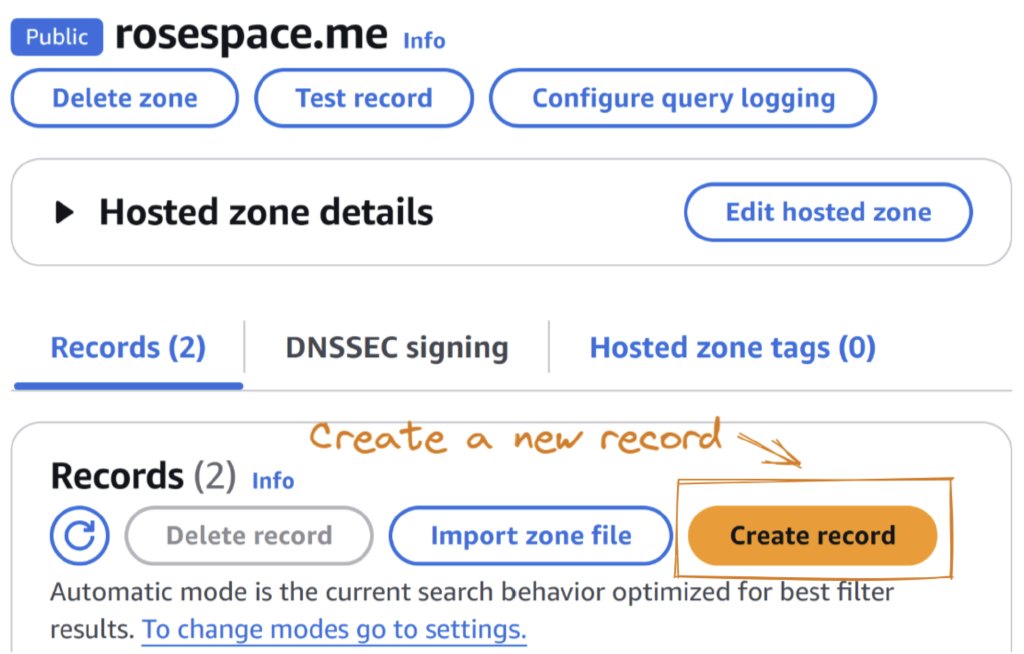 Public rosespace.me Info
Delete zone Test record Configure query logging
Hosted zone details Edit hosted zone
Records (2) DNSSEC signing Hosted zone tags (0)
Create a new record
Records (2) Info
Delete record Import zone file Create record
Automatic mode is the current search behavior optimized for best filter
results. To change modes go to settings.